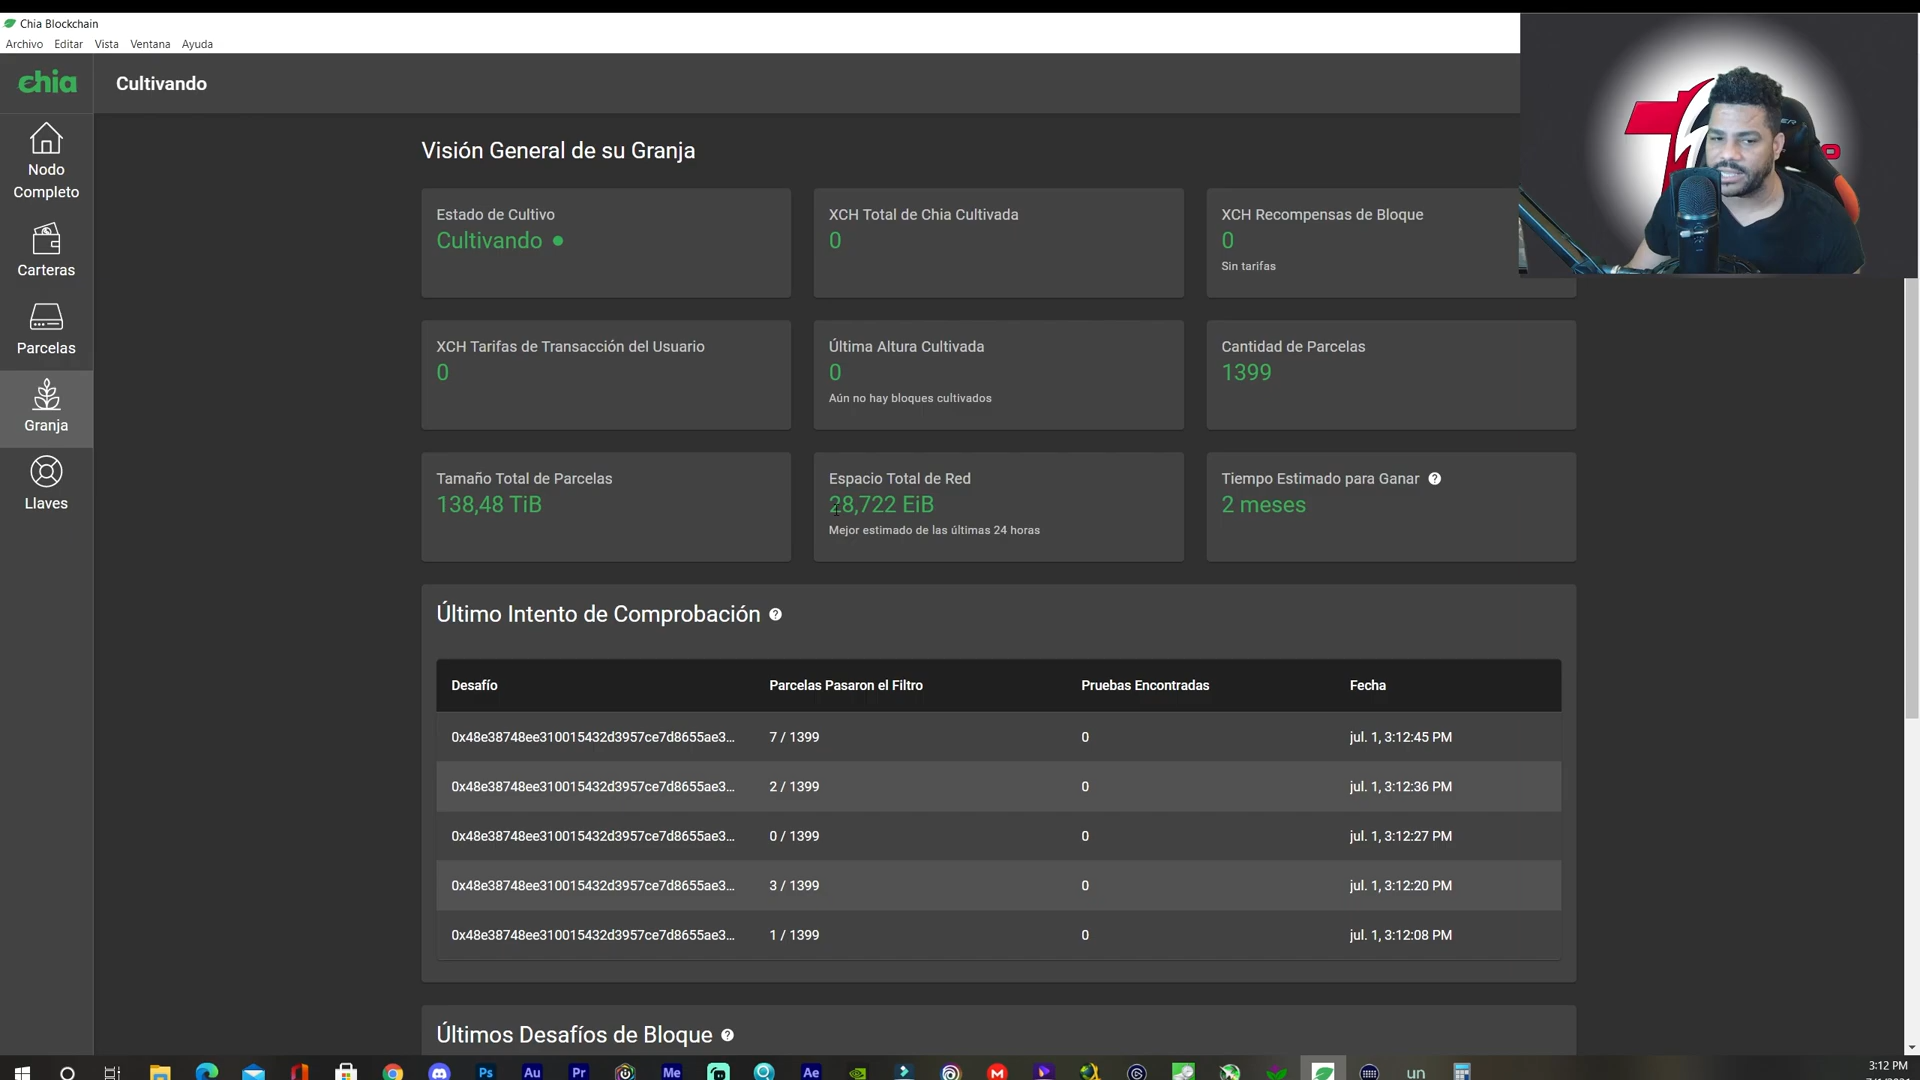 Chia Blockchain
Archivo Editar Vista Ventana Ayuda
chia
Cultivando
Nodo
Completo
Carteras
Parcelas
Granja
Llaves
Visión General de su Granja
Estado de Cultivo
Cultivando
XCH Total de Chia Cultivada
0
XCH Recompensas de Bloque
0
Sin tarifas
XCH Tarifas de Transacción del Usuario
0
Última Altura Cultivada
0
Aún no hay bloques cultivados
Cantidad de Parcelas
1399
Tamaño Total de Parcelas
138,48 TiB
Espacio Total de Red
28,722 EiB
Mejor estimado de las últimas 24 horas
Tiempo Estimado para Ganar
2 meses
Último Intento de Comprobación
Desafío Parcelas Pasaron el Filtro Pruebas Encontradas Fecha
0x48e38748ee310015432d3957ce7d8655ae3... 7 / 1399 0 jul. 1, 3:12:45 PM
0x48e38748ee310015432d3957ce7d8655ae3... 2 / 1399 0 jul. 1, 3:12:36 PM
0x48e38748ee310015432d3957ce7d8655ae3... 0 / 1399 0 jul. 1, 3:12:27 PM
0x48e38748ee310015432d3957ce7d8655ae3... 3 / 1399 0 jul. 1, 3:12:20 PM
0x48e38748ee310015432d3957ce7d8655ae3... 1 / 1399 0 jul. 1, 3:12:08 PM
Últimos Desafíos de Bloque
Ps Au Pr Me Ae un
3:12 PM